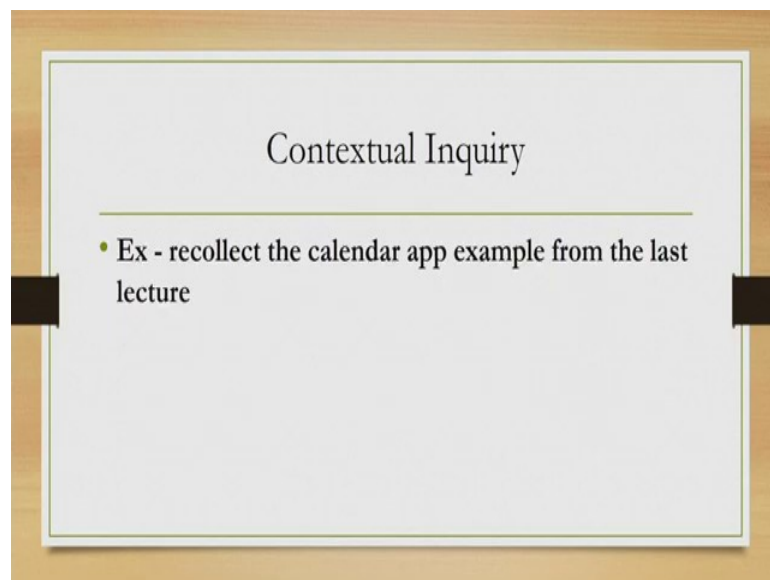 Contextual Inquiry
• Ex - recollect the calendar app example from the last
lecture